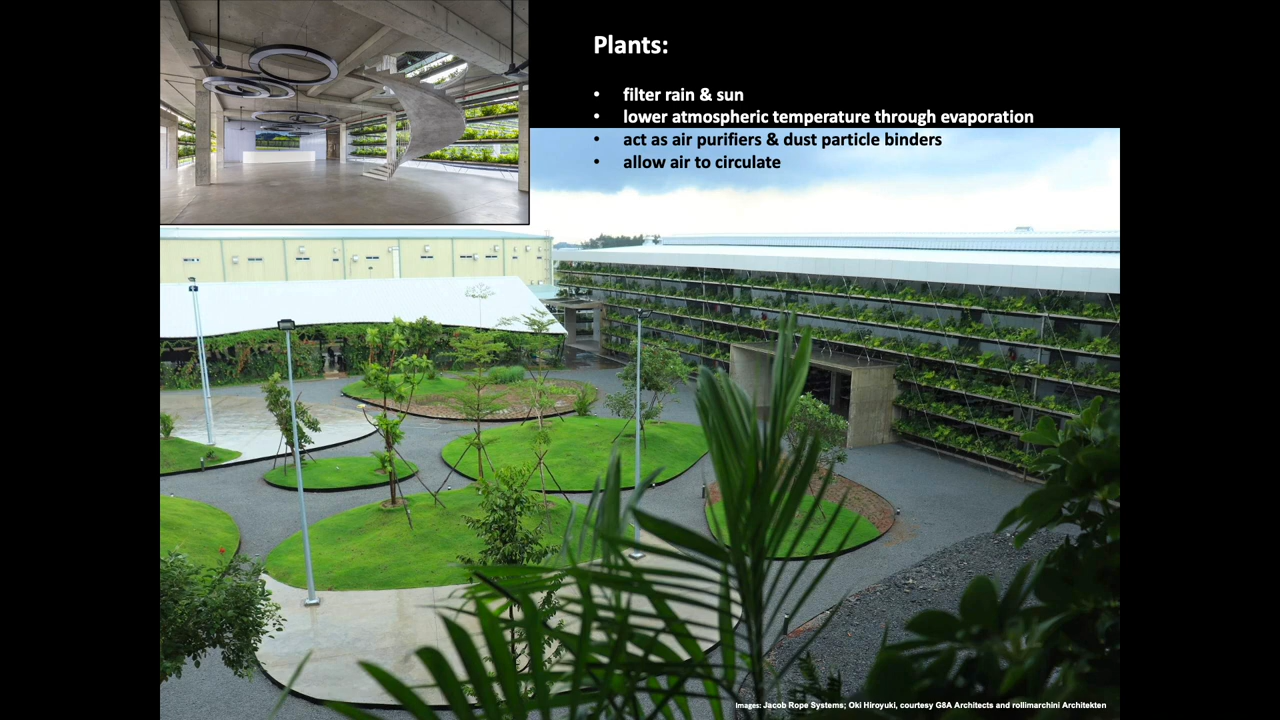 Plants:
• filter rain & sun
• lower atmospheric temperature through evaporation
• act as air purifiers & dust particle binders
• allow air to circulate
Images: Jacob Rope Systems; Oki Hiroyuki, courtesy G8A Architects and rollimarchini Architekten